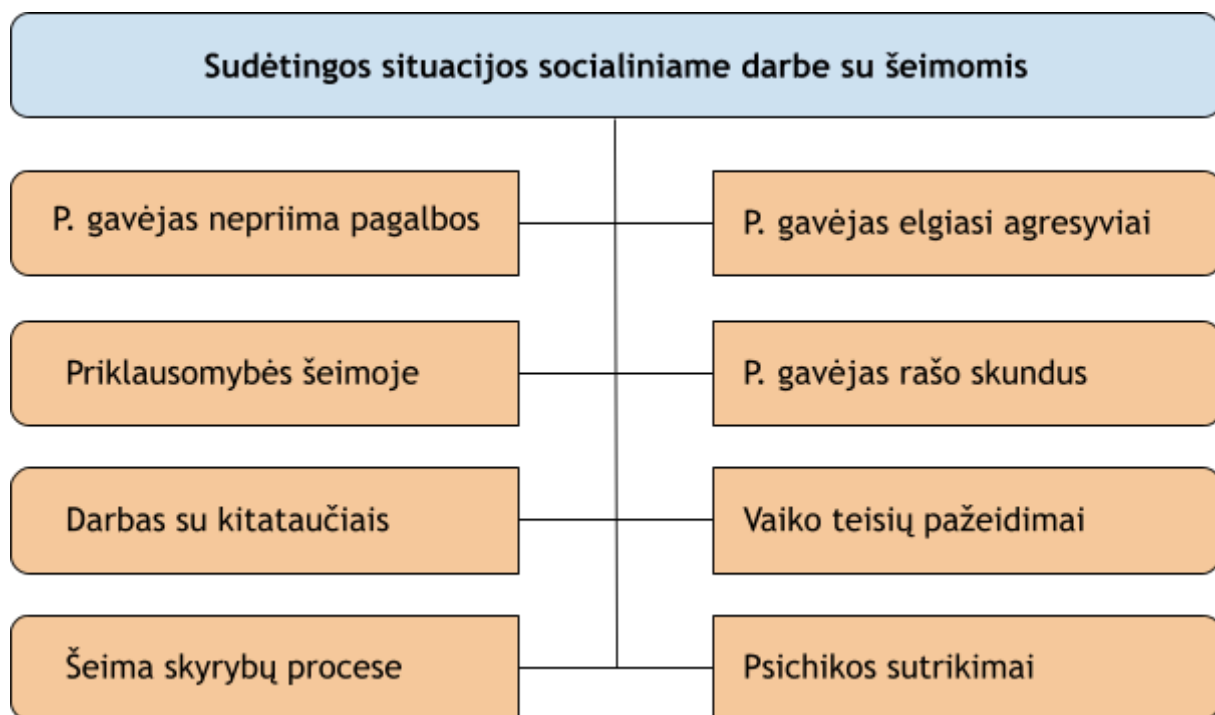 Sudėtingos situacijos socialiniame darbe su šeimomis
P. gavėjas nepriima pagalbos
P. gavėjas elgiasi agresyviai
Priklausomybės šeimoje
P. gavėjas rašo skundus
Darbas su kitataučiais
Vaiko teisių pažeidimai
Šeima skyrybų procese
Psichikos sutrikimai